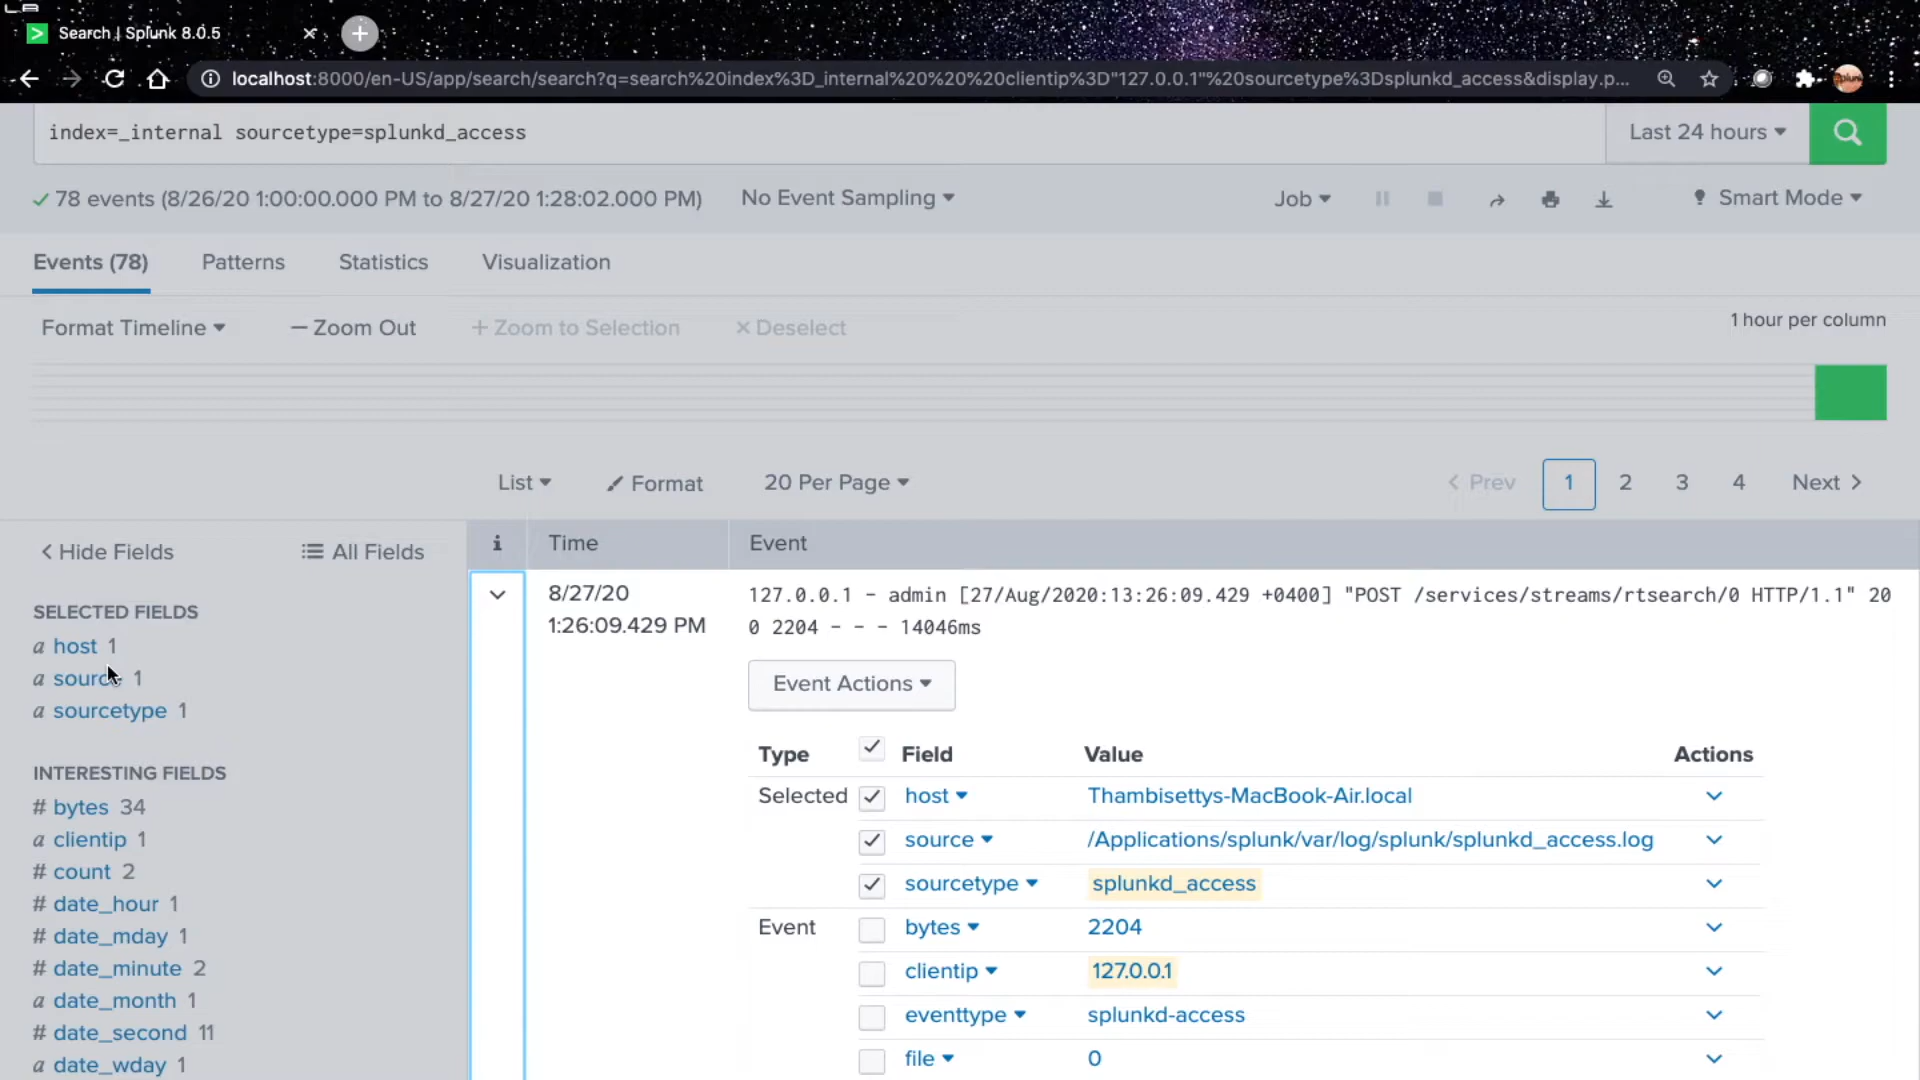 Search | Splunk 8.0.5
localhost:8000/en-US/app/search/search?q=search%20index%3D_internal%20%20%20clientip%3D"127.0.0.1"%20sourcetype%3Dsplunkd_access&display.p...
index=_internal sourcetype=splunkd_access
Last 24 hours
78 events (8/26/20 1:00:00.000 PM to 8/27/20 1:28:02.000 PM)
No Event Sampling
Job
Smart Mode
Events (78)
Patterns
Statistics
Visualization
Format Timeline
— Zoom Out
+ Zoom to Selection
× Deselect
1 hour per column
List
Format
20 Per Page
< Prev
1
2
3
4
Next >
< Hide Fields
All Fields
i
Time
Event
SELECTED FIELDS
a host 1
a source 1
a sourcetype 1
INTERESTING FIELDS
# bytes 34
a clientip 1
# count 2
# date_hour 1
# date_mday 1
# date_minute 2
a date_month 1
# date_second 11
a date_wday 1
8/27/20
1:26:09.429 PM
127.0.0.1 - admin [27/Aug/2020:13:26:09.429 +0400] "POST /services/streams/rtsearch/0 HTTP/1.1" 20
0 2204 - - - 14046ms
Event Actions
Type
Field
Value
Actions
Selected
host
Thambisettys-MacBook-Air.local
source
/Applications/splunk/var/log/splunk/splunkd_access.log
sourcetype
splunkd_access
Event
bytes
2204
clientip
127.0.0.1
eventtype
splunkd-access
file
0